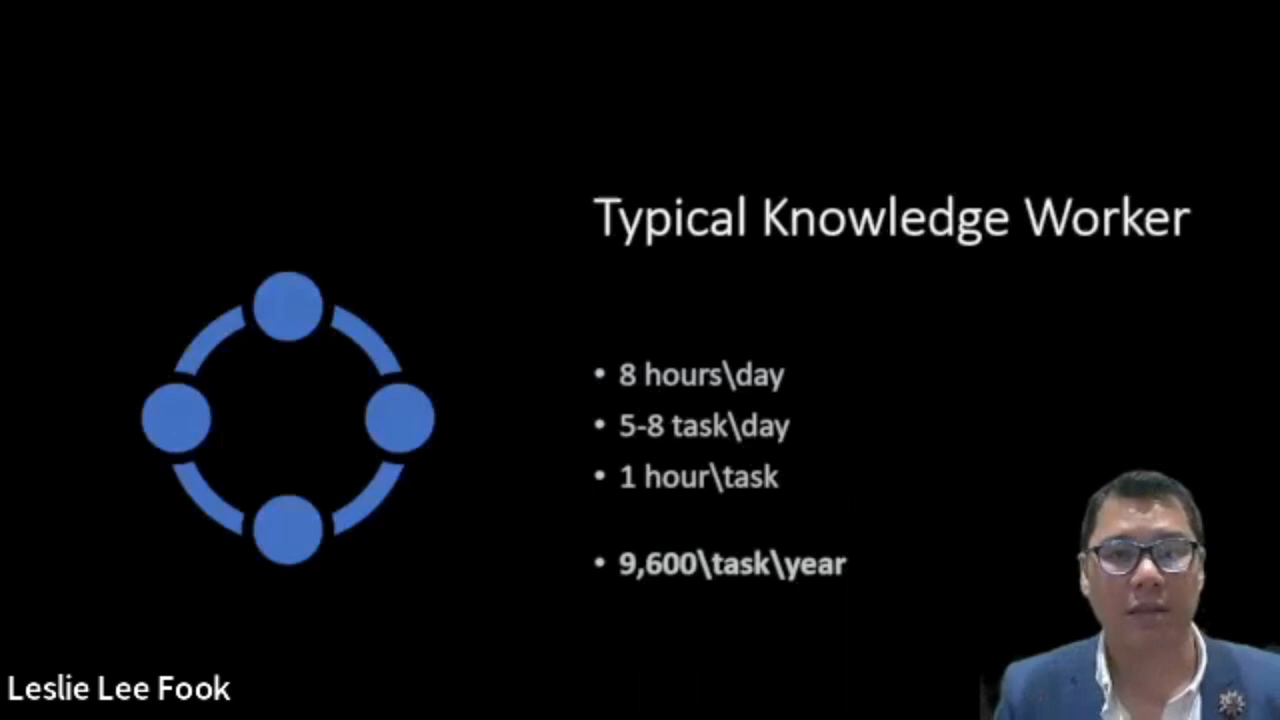 Typical Knowledge Worker
• 8 hours\day
• 5-8 task\day
• 1 hour\task
• 9,600\task\year
Leslie Lee Fook